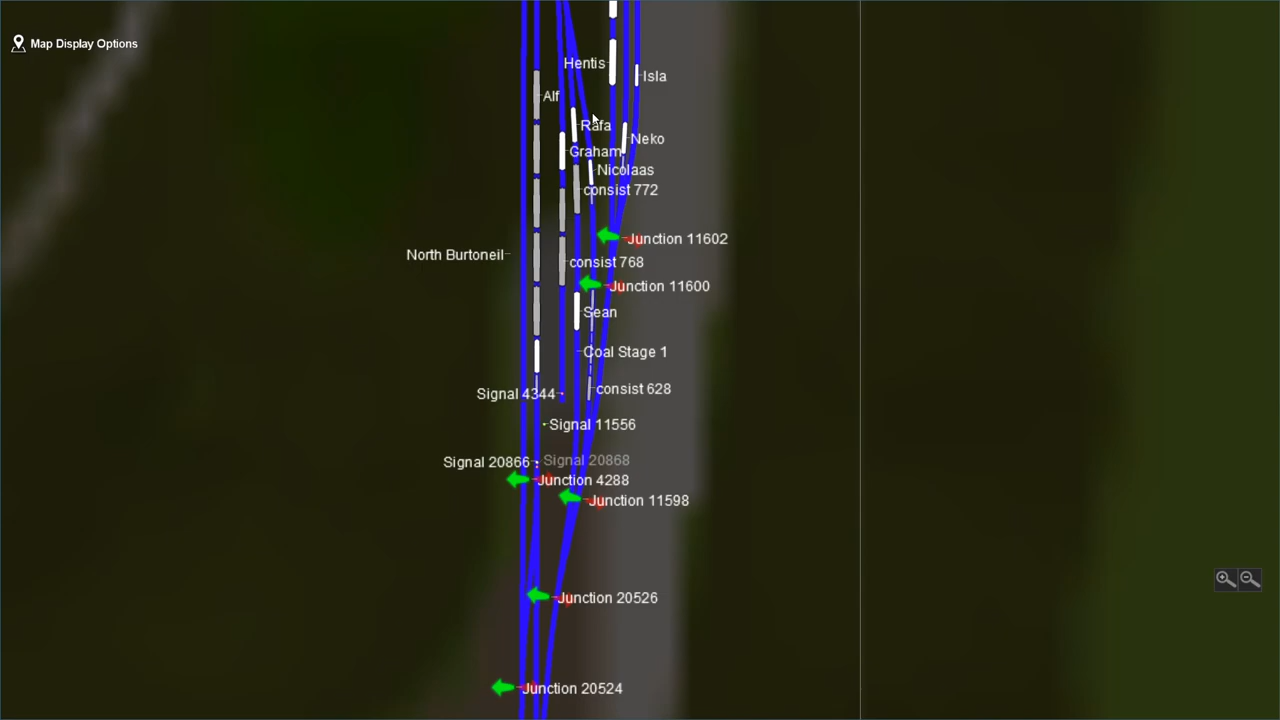 Map Display Options
Hentis
Isla
Alf
Rafa
Neko
Graham
Nicolaas
consist 772
Junction 11602
North Burtoneil
consist 768
Junction 11600
Sean
Coal Stage 1
consist 628
Signal 4344
Signal 11556
Signal 20866
Signal 20868
Junction 4288
Junction 11598
Junction 20526
Junction 20524